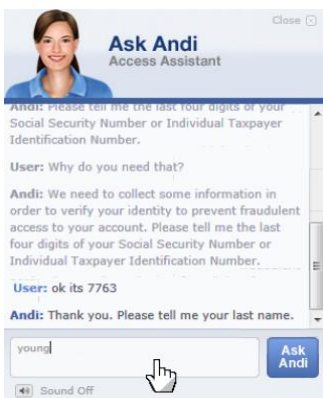 Close
Ask Andi
Access Assistant
Andi: Please tell me the last four digits of your
Social Security Number or Individual Taxpayer
Identification Number.
User: Why do you need that?
Andi: We need to collect some information in
order to verify your identity to prevent fraudulent
access to your account. Please tell me the last
four digits of your Social Security Number or
Individual Taxpayer Identification Number.
User: ok its 7763
Andi: Thank you. Please tell me your last name.
young
Ask
Andi
Sound Off